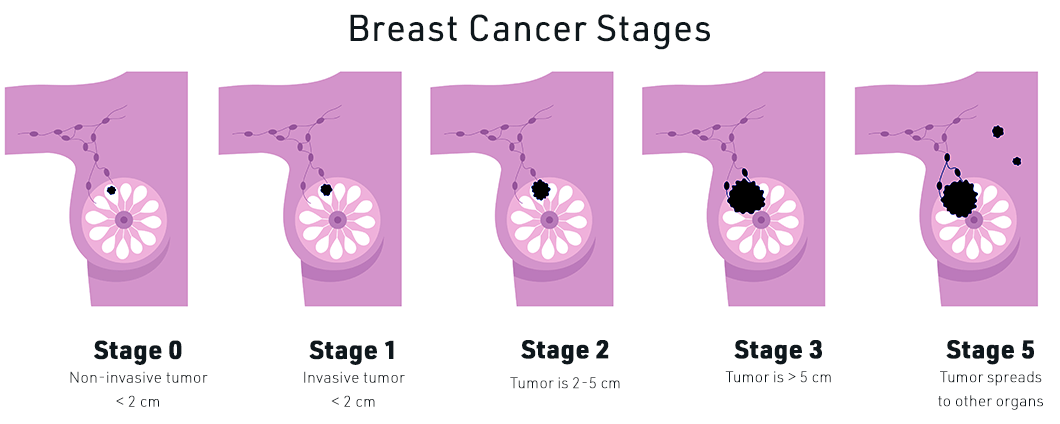 Breast Cancer Stages
Stage 0
Non-invasive tumor
< 2 cm
Stage 1
Invasive tumor
< 2 cm
Stage 2
Tumor is 2-5 cm
Stage 3
Tumor is > 5 cm
Stage 5
Tumor spreads
to other organs